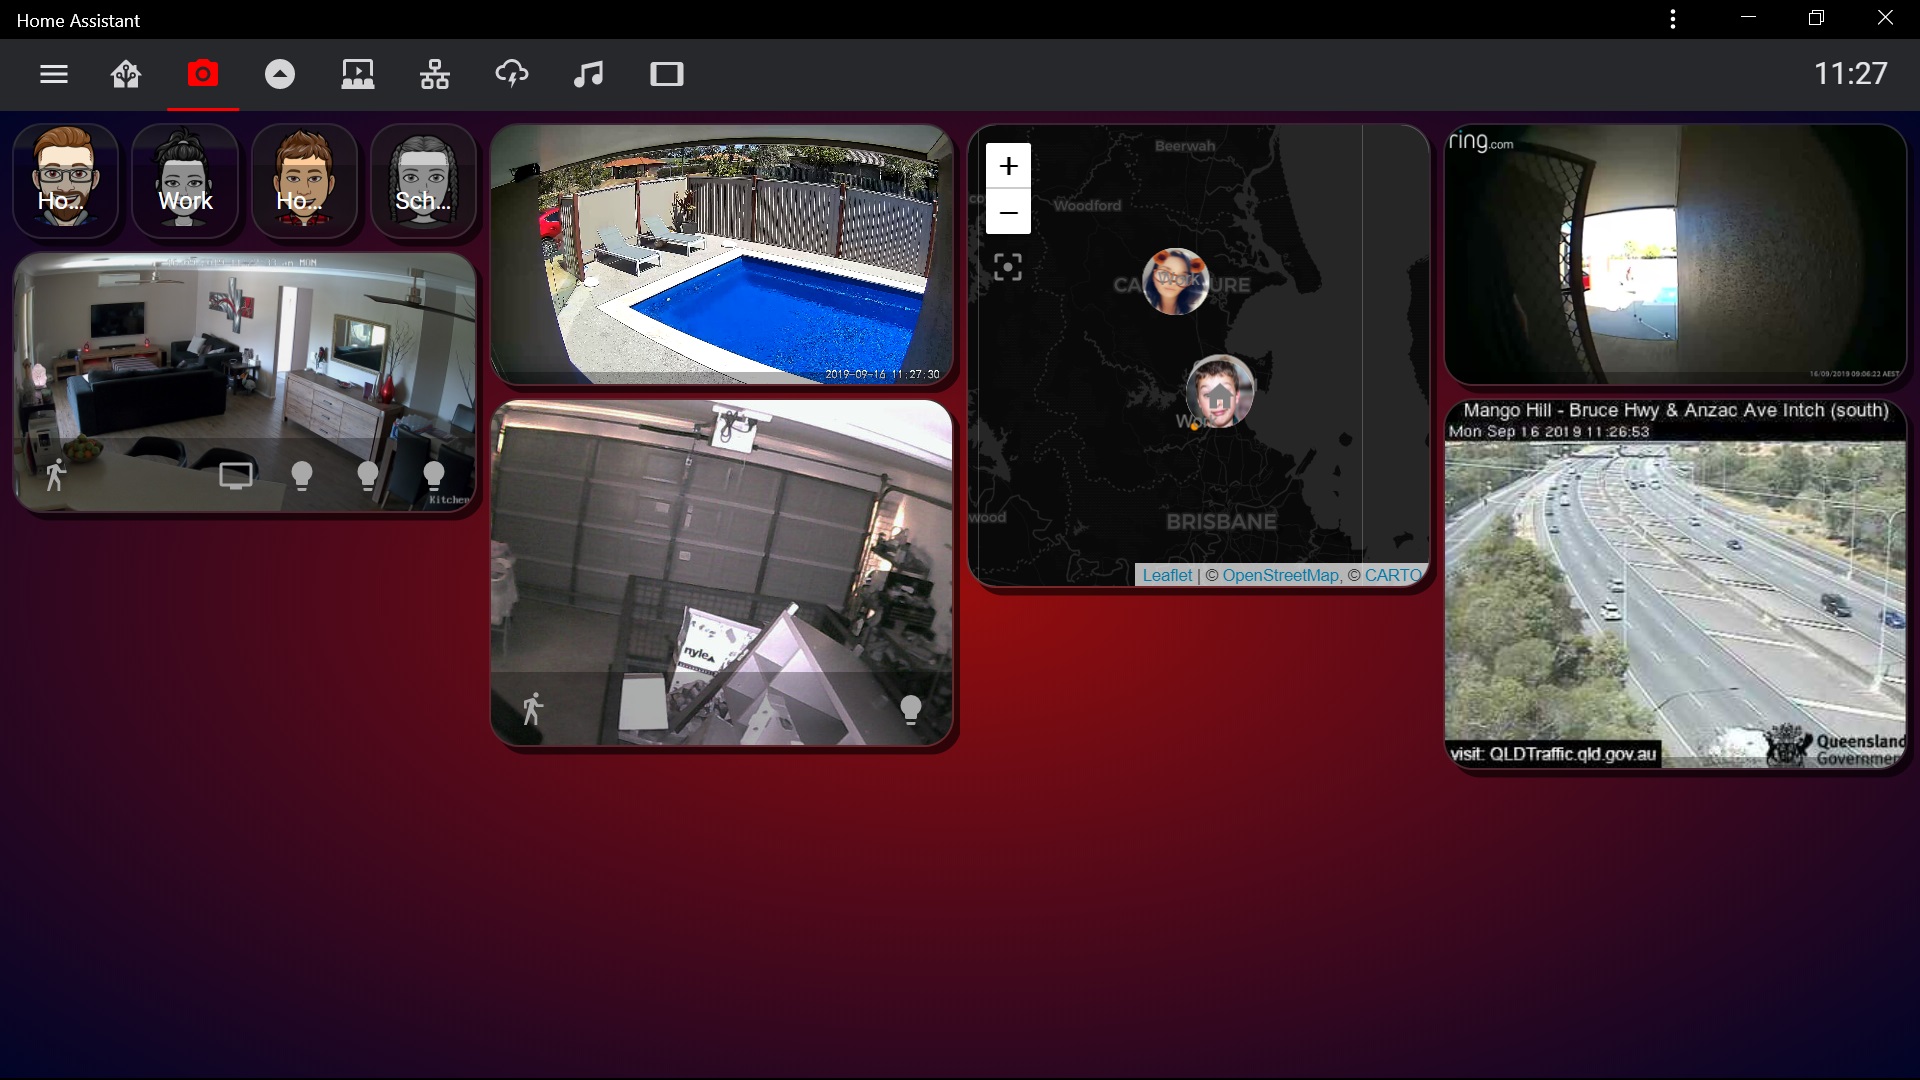 Home Assistant
11:27
Ho...
Work
Ho...
Sch...
Kitchen
2019-09-16 11:27:30
nyle
+
−
Beerwah
Woodford
BRISBANE
wood
Leaflet | © OpenStreetMap, © CARTO
ring.com
16/09/2019 09:06:22 AEST
Mango Hill - Bruce Hwy & Anzac Ave Intch (south)
Mon Sep 16 2019 11:26:53
visit: QLDTraffic.qld.gov.au
Queensland
Governmen